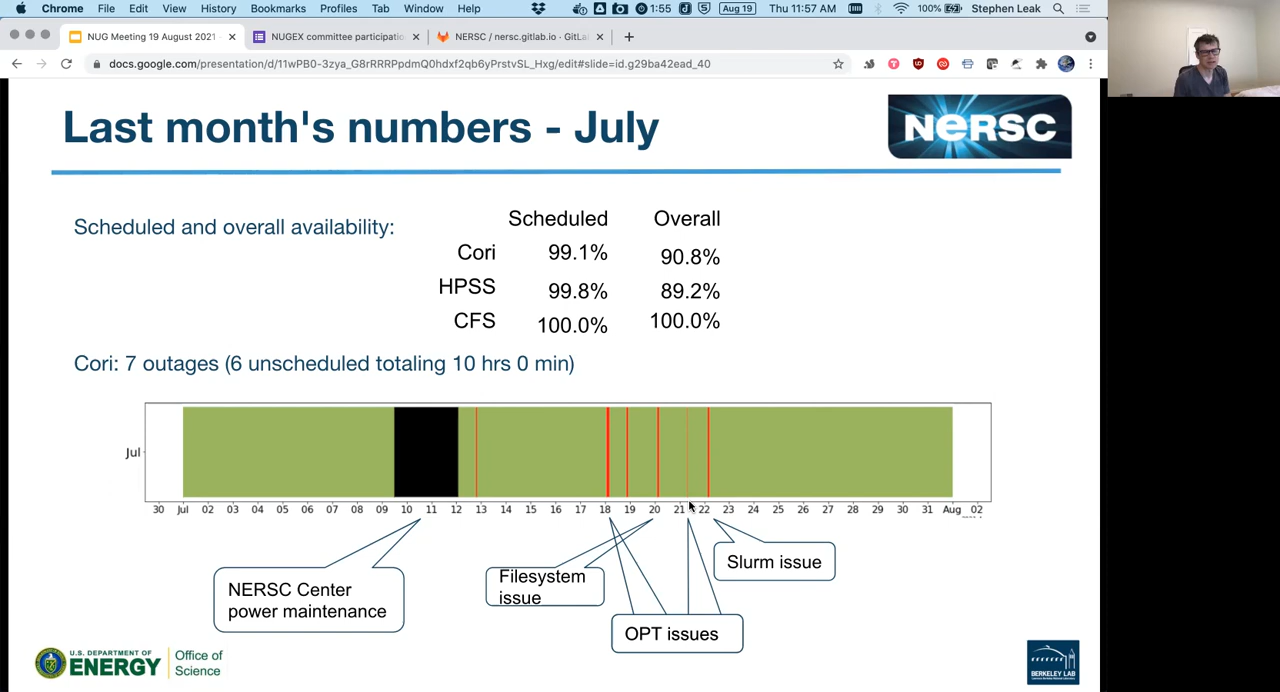 Chrome File Edit View History Bookmarks Profiles Tab Window Help 1:55 Aug 19 Thu 11:57 AM 100% Stephen Leak
NUG Meeting 19 August 2021 NUGEX committee participatio NERSC / nersc.gitlab.io · GitLa
docs.google.com/presentation/d/11wPB0-3zya_G8rRRRPpdmQ0hdxf2qb6yPrstvSL_Hxg/edit#slide=id.g29ba42ead_40
Last month's numbers - July
NERSC
Scheduled and overall availability:
Scheduled Overall
Cori 99.1% 90.8%
HPSS 99.8% 89.2%
CFS 100.0% 100.0%
Cori: 7 outages (6 unscheduled totaling 10 hrs 0 min)
Jul
30 Jul 02 03 04 05 06 07 08 09 10 11 12 13 14 15 16 17 18 19 20 21 22 23 24 25 26 27 28 29 30 31 Aug 02
NERSC Center
power maintenance
Filesystem
issue
OPT issues
Slurm issue
U.S. DEPARTMENT OF
ENERGY
Office of
Science
BERKELEY LAB